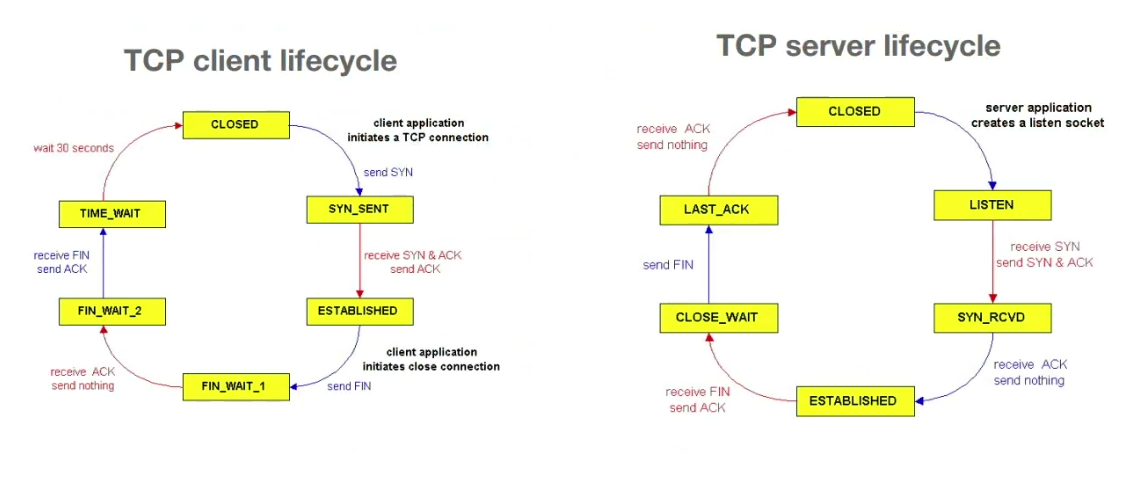 TCP client lifecycle
CLOSED
client application
initiates a TCP connection
send SYN
SYN_SENT
receive SYN & ACK
send ACK
ESTABLISHED
client application
initiates close connection
send FIN
FIN_WAIT_1
receive ACK
send nothing
FIN_WAIT_2
receive FIN
send ACK
TIME_WAIT
wait 30 seconds
TCP server lifecycle
CLOSED
server application
creates a listen socket
LISTEN
receive SYN
send SYN & ACK
SYN_RCVD
receive ACK
send nothing
ESTABLISHED
receive FIN
send ACK
CLOSE_WAIT
send FIN
LAST_ACK
receive ACK
send nothing